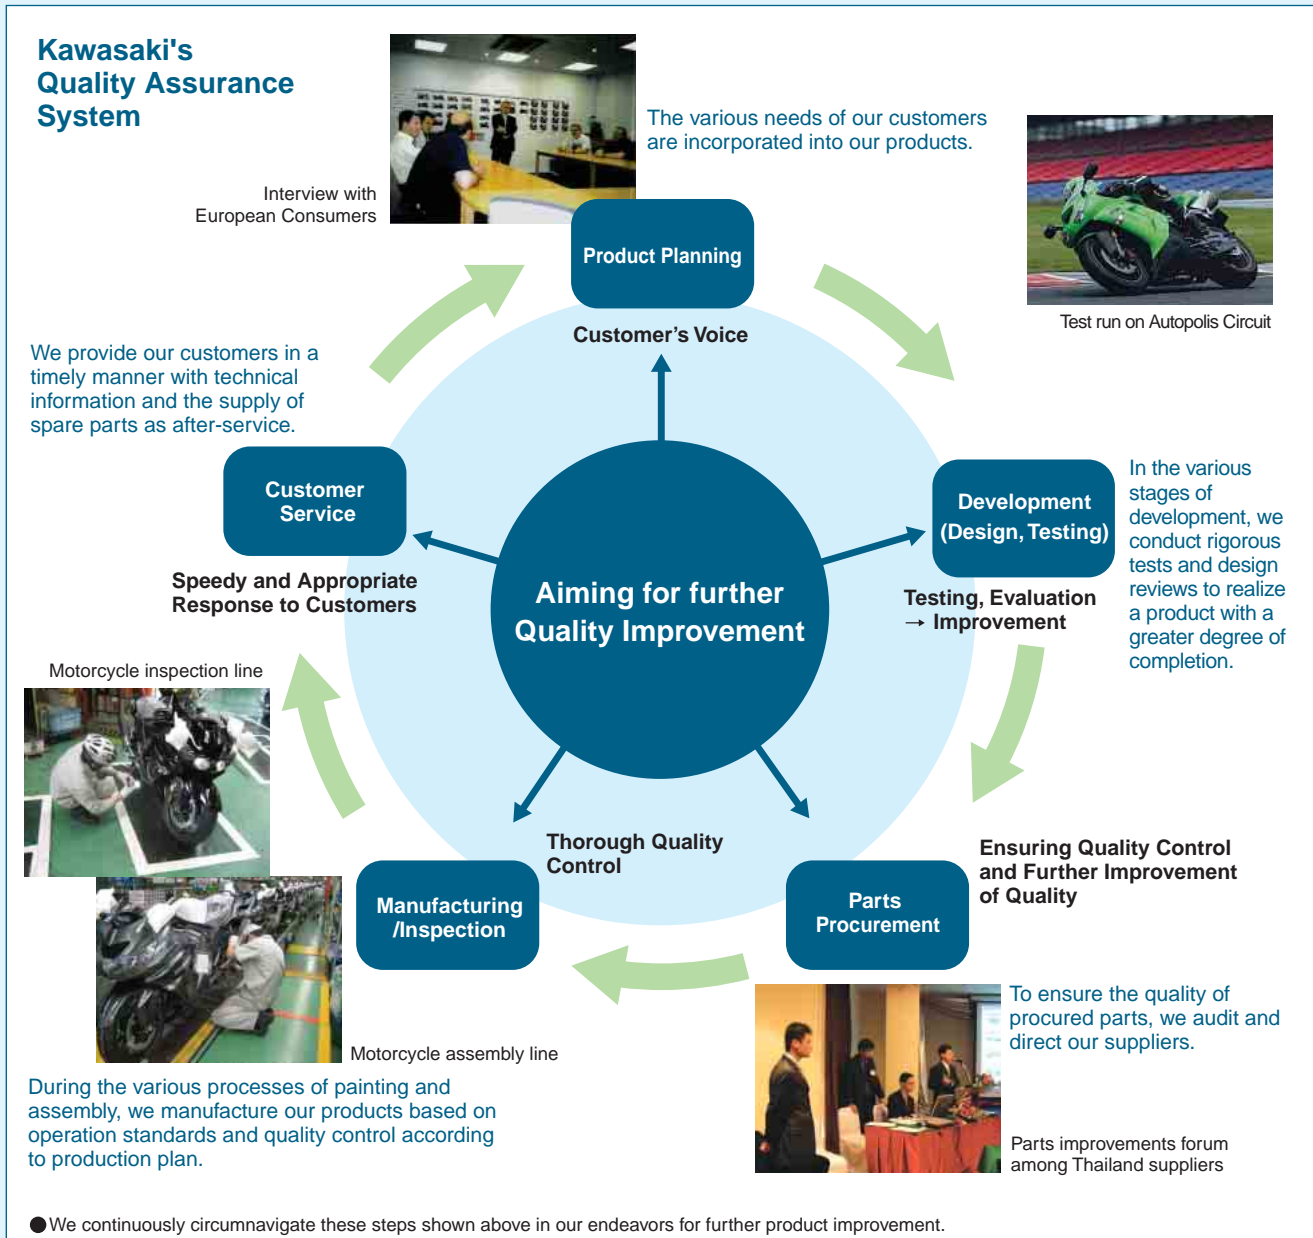 Kawasaki's
Quality Assurance
System
Interview with
European Consumers
The various needs of our customers
are incorporated into our products.
Test run on Autopolis Circuit
Product Planning
Customer's Voice
We provide our customers in a
timely manner with technical
information and the supply of
spare parts as after-service.
Customer
Service
Speedy and Appropriate
Response to Customers
Development
(Design, Testing)
Testing, Evaluation
→ Improvement
In the various
stages of
development, we
conduct rigorous
tests and design
reviews to realize
a product with a
greater degree of
completion.
Aiming for further
Quality Improvement
Motorcycle inspection line
Thorough Quality
Control
Manufacturing
/Inspection
Parts
Procurement
Ensuring Quality Control
and Further Improvement
of Quality
To ensure the quality of
procured parts, we audit and
direct our suppliers.
Motorcycle assembly line
During the various processes of painting and
assembly, we manufacture our products based on
operation standards and quality control according
to production plan.
Parts improvements forum
among Thailand suppliers
●We continuously circumnavigate these steps shown above in our endeavors for further product improvement.